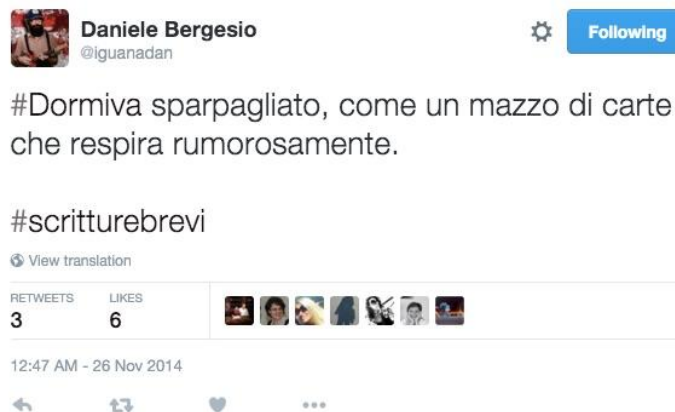 Daniele Bergesio
@iguanadan
Following
#Dormiva sparpagliato, come un mazzo di carte
che respira rumorosamente.
#scritturebrevi
View translation
RETWEETS LIKES
3 6
12:47 AM - 26 Nov 2014